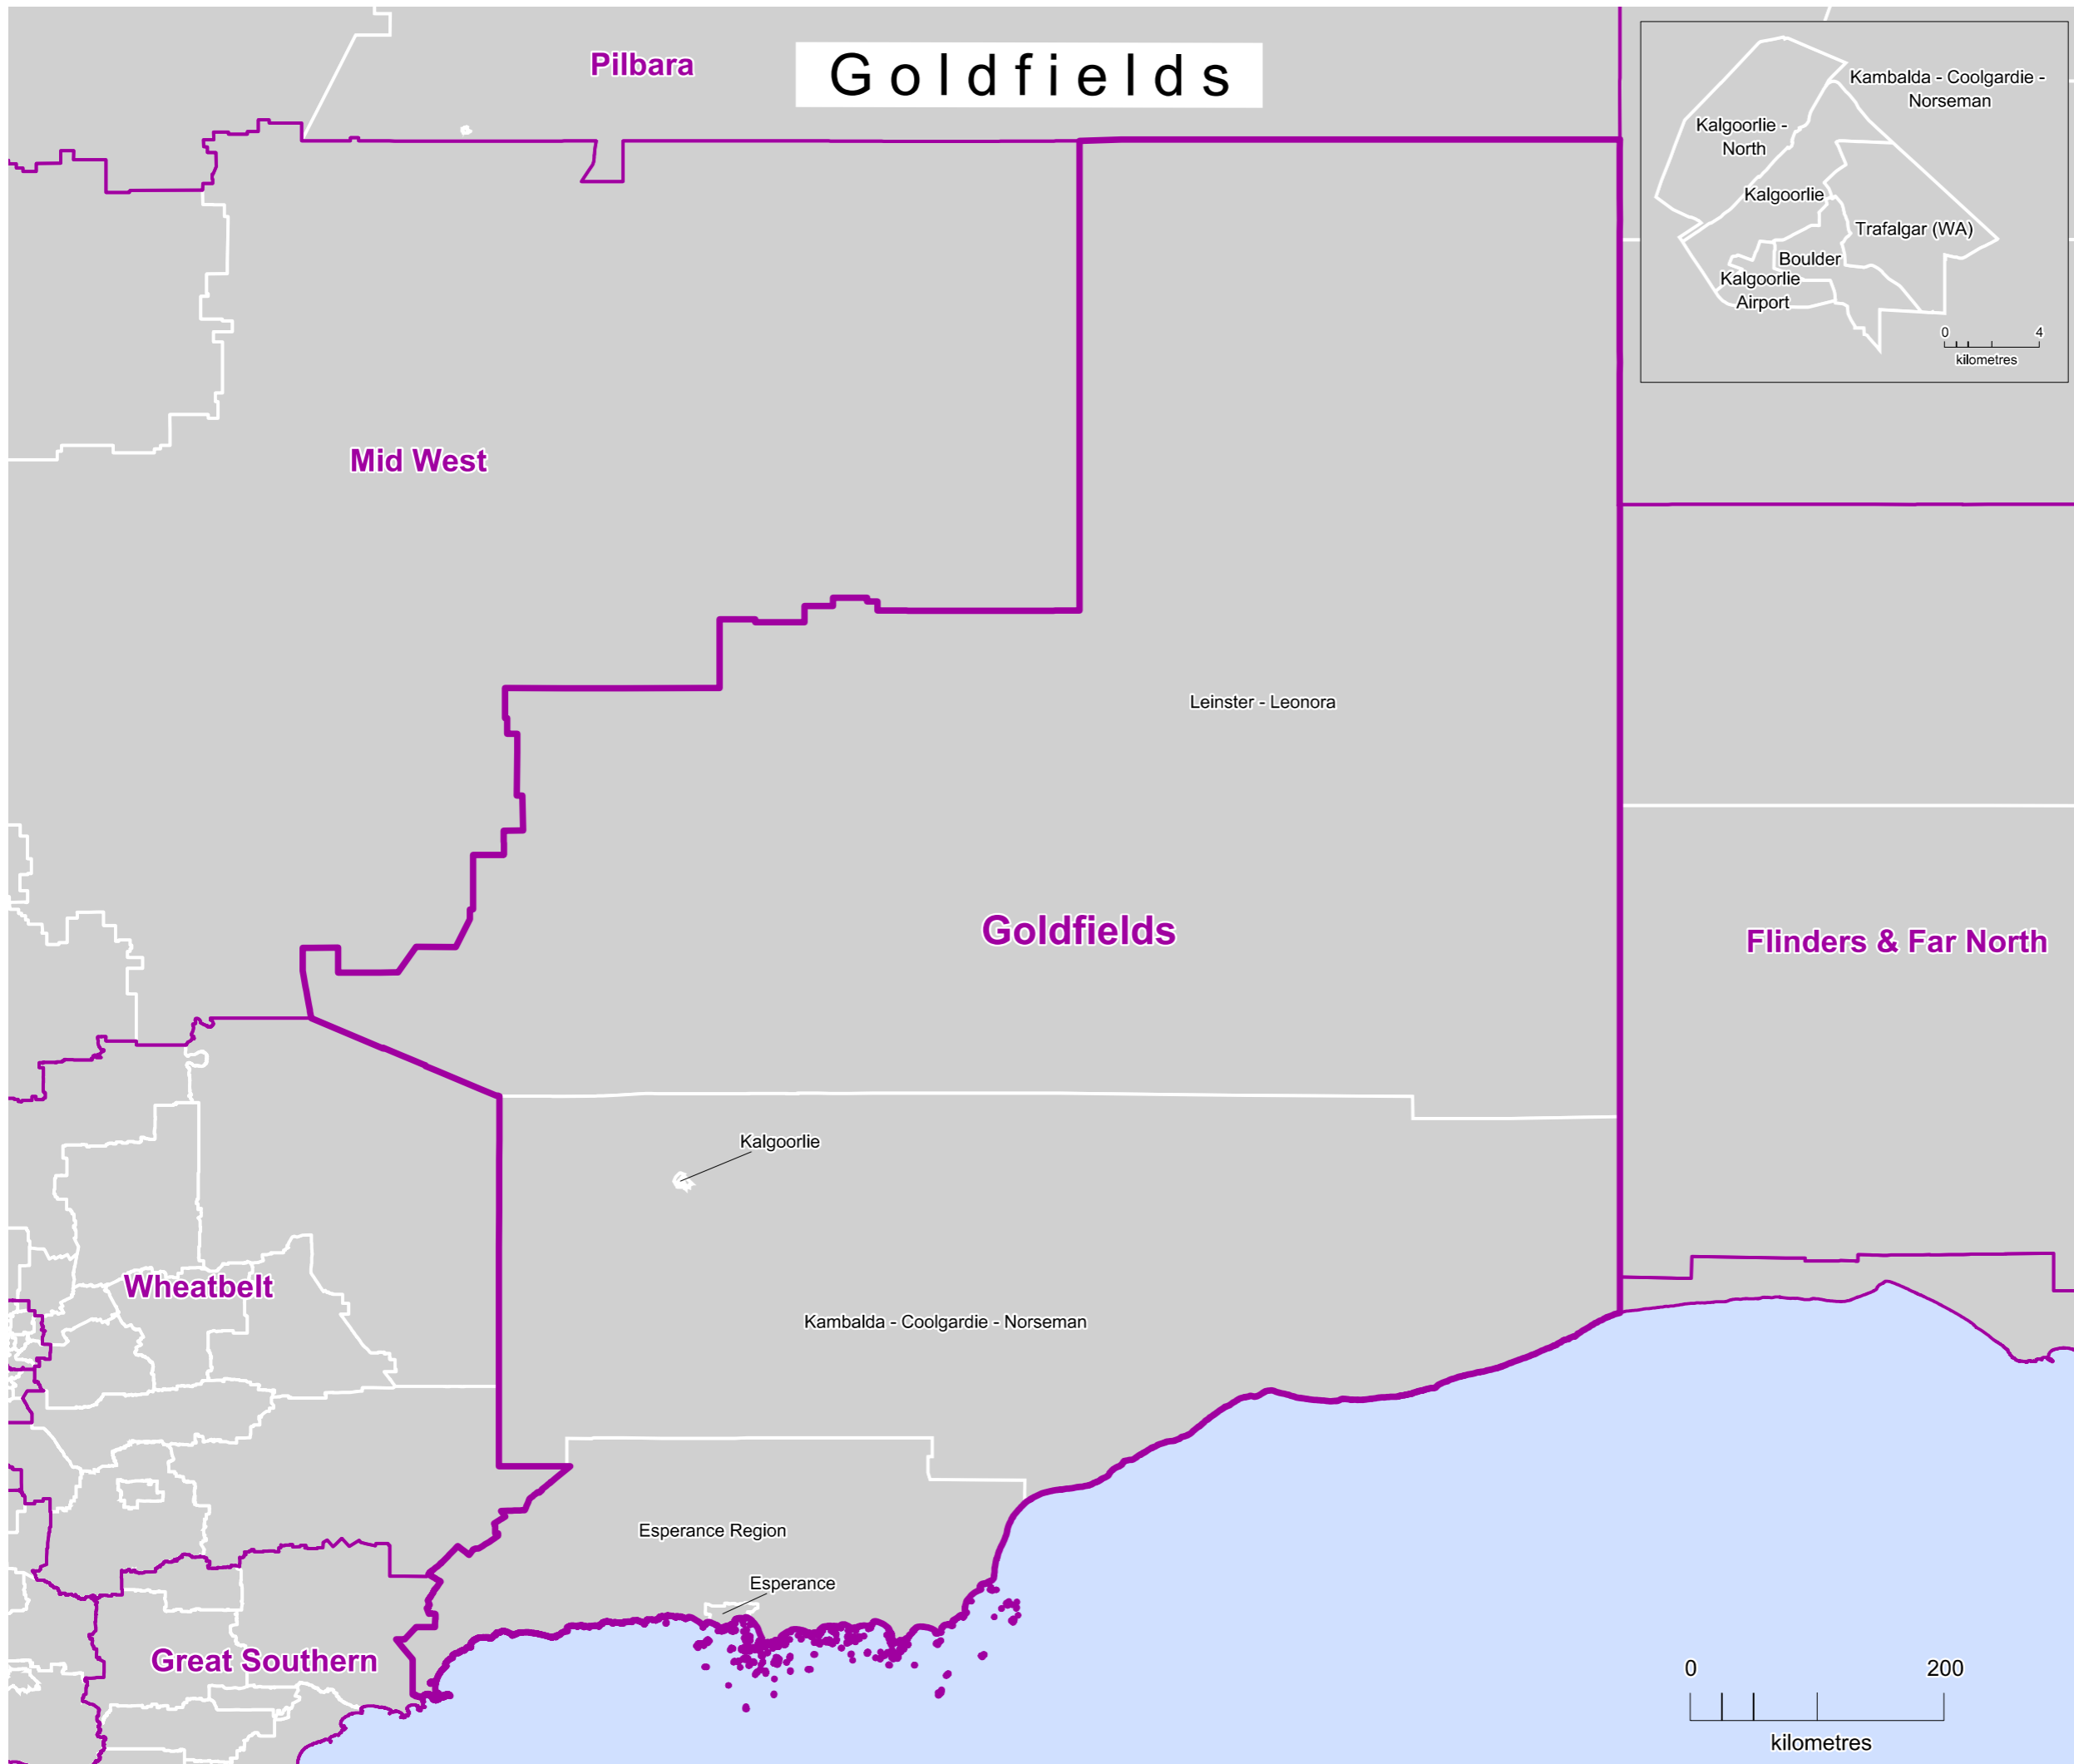 Goldfields
Pilbara
Kambalda - Coolgardie -
Norseman
Kalgoorlie -
North
Kalgoorlie
Trafalgar (WA)
Boulder
Kalgoorlie
Airport
0 4
kilometres
Mid West
Leinster - Leonora
Goldfields
Flinders & Far North
Kalgoorlie
Wheatbelt
Kambalda - Coolgardie - Norseman
Esperance Region
Esperance
Great Southern
0 200
kilometres